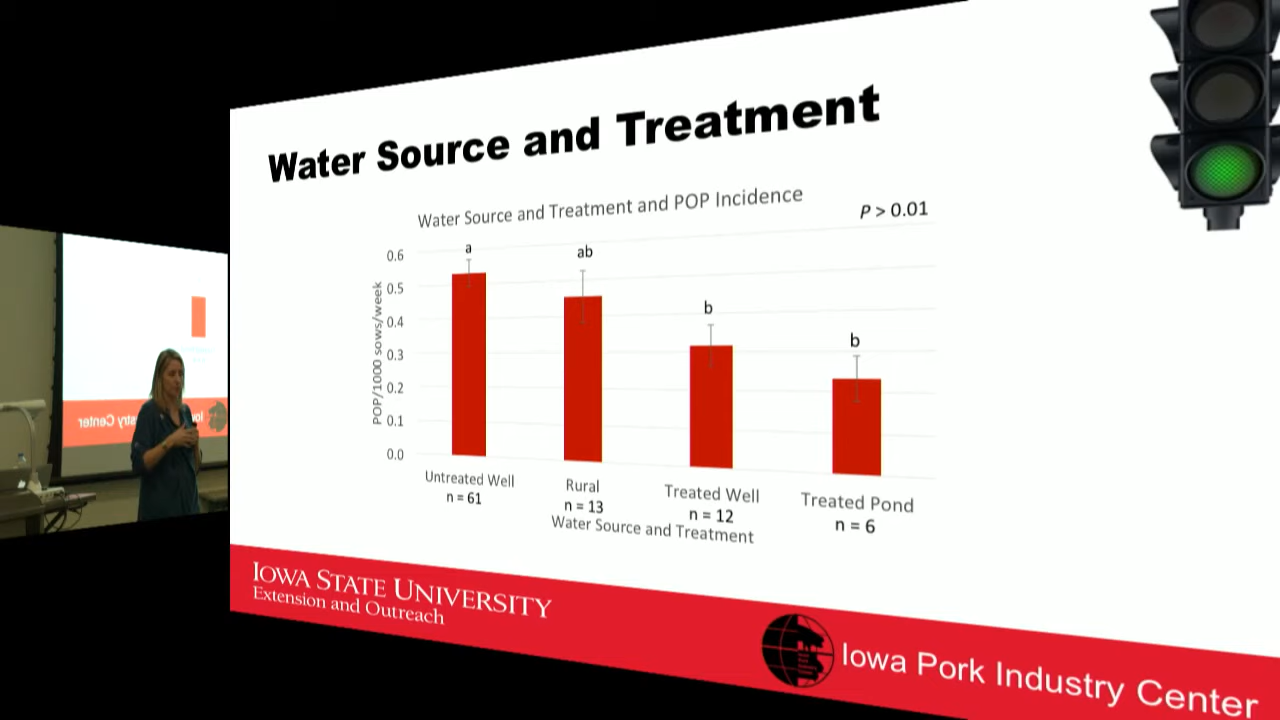 Water Source and Treatment
Water Source and Treatment and POP Incidence
P > 0.01
POP/1000 sows/week
0.6
0.5
0.4
0.3
0.2
0.1
0.0
a
ab
b
b
Untreated Well
n = 61
Rural
n = 13
Treated Well
n = 12
Treated Pond
n = 6
Water Source and Treatment
IOWA STATE UNIVERSITY
Extension and Outreach
Iowa Pork Industry Center